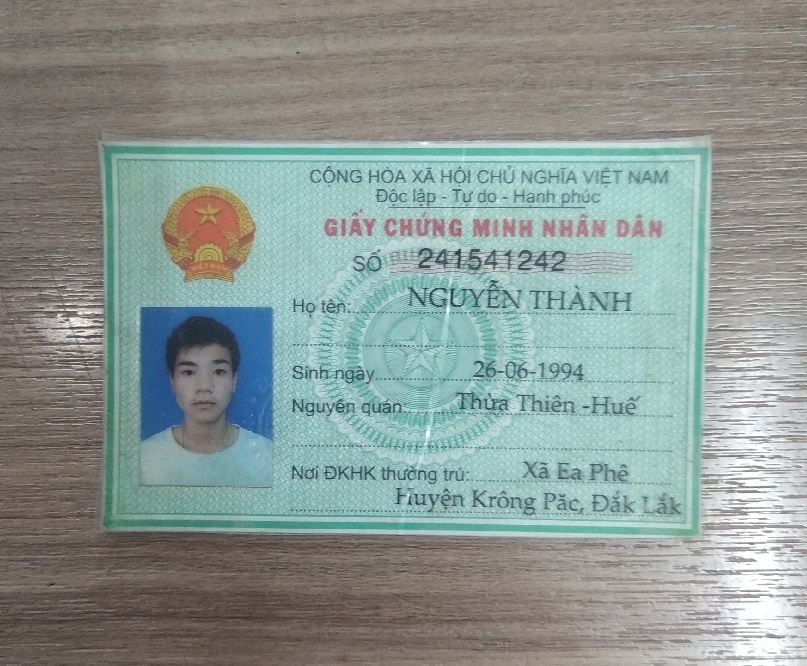 CỘNG HÒA XÃ HỘI CHỦ NGHĨA VIỆT NAM
Độc lập - Tự do - Hạnh phúc
GIẤY CHỨNG MINH NHÂN DÂN
SỐ 241541242
Họ tên: NGUYỄN THÀNH
Sinh ngày 26-06-1994
Nguyên quán: Thừa Thiên -Huế
Nơi ĐKHK thường trú: Xã Ea Phê
Huyện Krông Păc, Đắk Lắk
VIỆT NAM